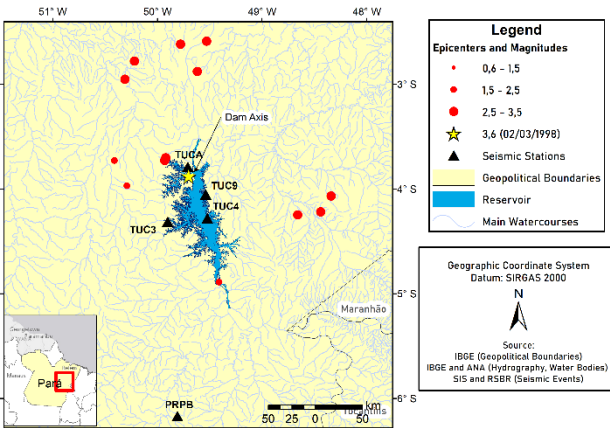 50° W
49° W
48° W
3° S
Dam Axis
TUCA
4° S
TUC9
TUC4
TUC3
5° S
Maranhão
Pará
PRPB
6° S
50 25 0 50 km
Tocantins
Legend
Epicenters and Magnitudes
0,6 – 1,5
1,5 – 2,5
2,5 – 3,5
3,6 (02/03/1998)
Seismic Stations
Geopolitical Boundaries
Reservoir
Main Watercourses
Geographic Coordinate System
Datum: SIRGAS 2000
N
Source:
IBGE (Geopolitical Boundaries)
IBGE and ANA (Hydrography, Water Bodies)
SIS and RSBR (Seismic Events)